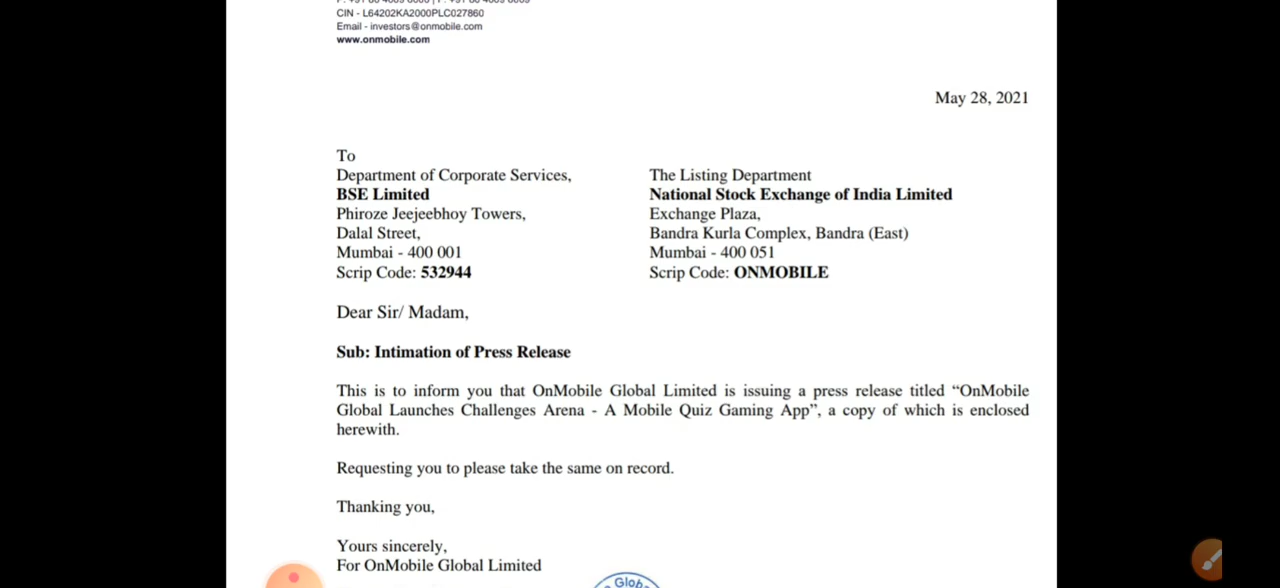 CIN - L64202KA2000PLC027860
Email - investors@onmobile.com
www.onmobile.com
May 28, 2021
To
Department of Corporate Services,
BSE Limited
Phiroze Jeejeebhoy Towers,
Dalal Street,
Mumbai - 400 001
Scrip Code: 532944
The Listing Department
National Stock Exchange of India Limited
Exchange Plaza,
Bandra Kurla Complex, Bandra (East)
Mumbai - 400 051
Scrip Code: ONMOBILE
Dear Sir/ Madam,
Sub: Intimation of Press Release
This is to inform you that OnMobile Global Limited is issuing a press release titled “OnMobile
Global Launches Challenges Arena - A Mobile Quiz Gaming App”, a copy of which is enclosed
herewith.
Requesting you to please take the same on record.
Thanking you,
Yours sincerely,
For OnMobile Global Limited